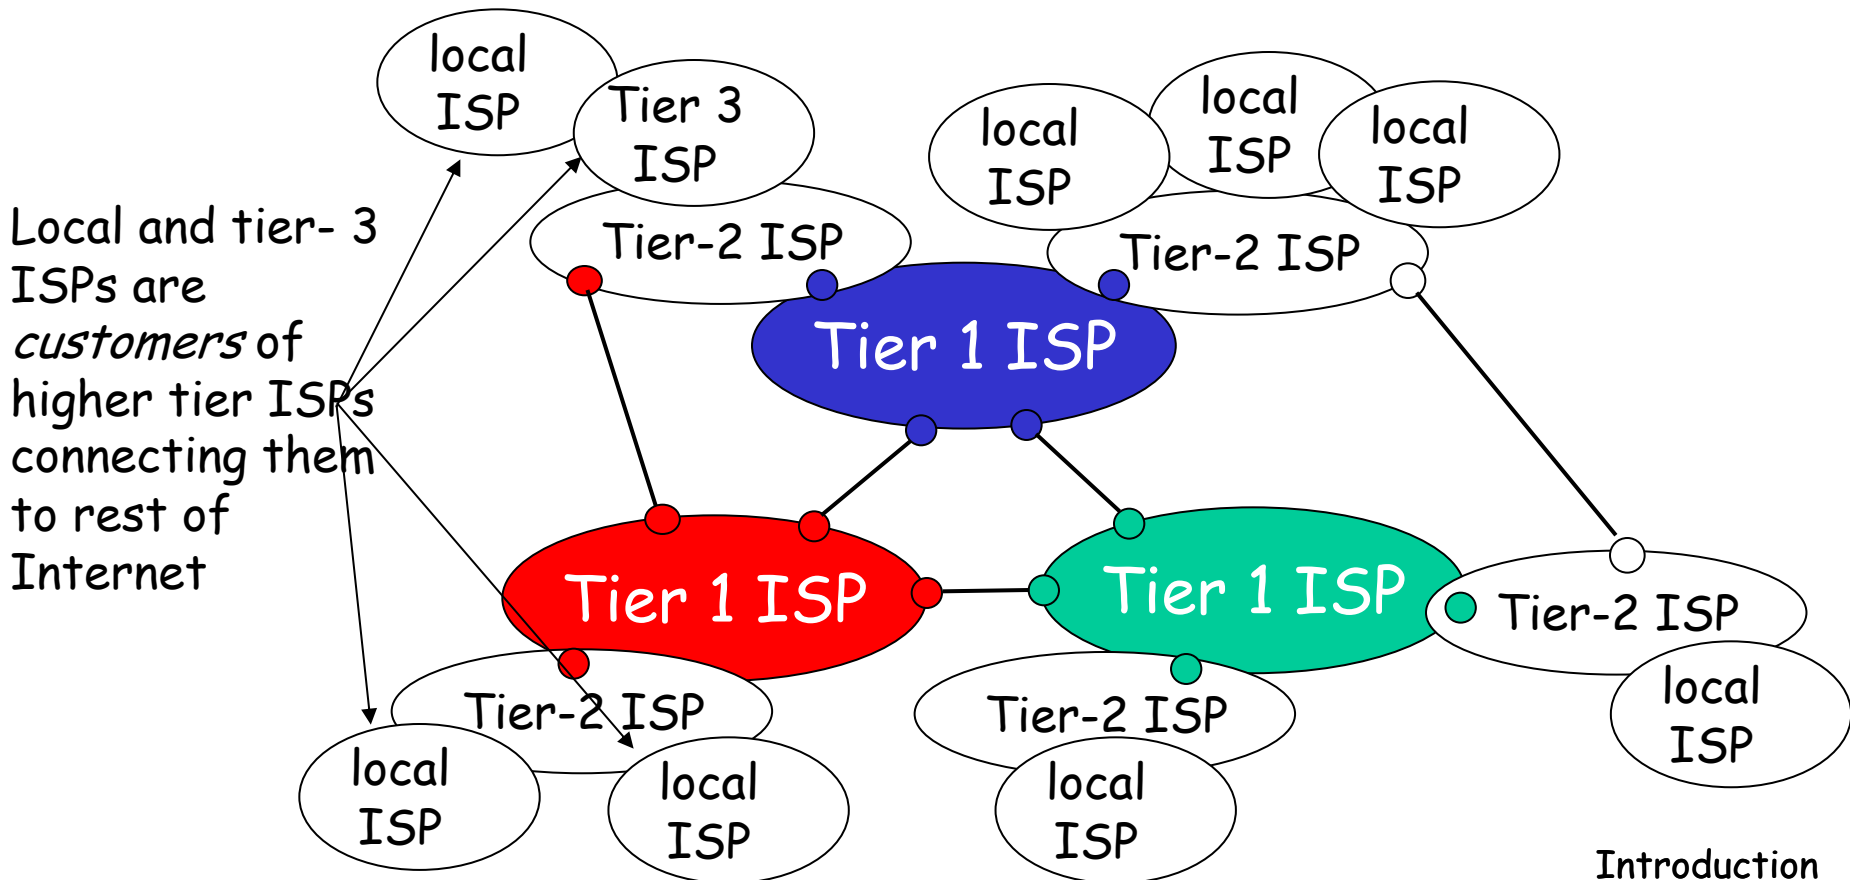 local
ISP
Tier 3
ISP
local
ISP
local
ISP
local
ISP
Local and tier- 3
ISPs are
customers of
higher tier ISPs
connecting them
to rest of
Internet
Tier-2 ISP
Tier-2 ISP
Tier 1 ISP
Tier 1 ISP
Tier 1 ISP
Tier-2 ISP
local
ISP
Tier-2 ISP
local
ISP
local
ISP
Tier-2 ISP
local
ISP
Introduction